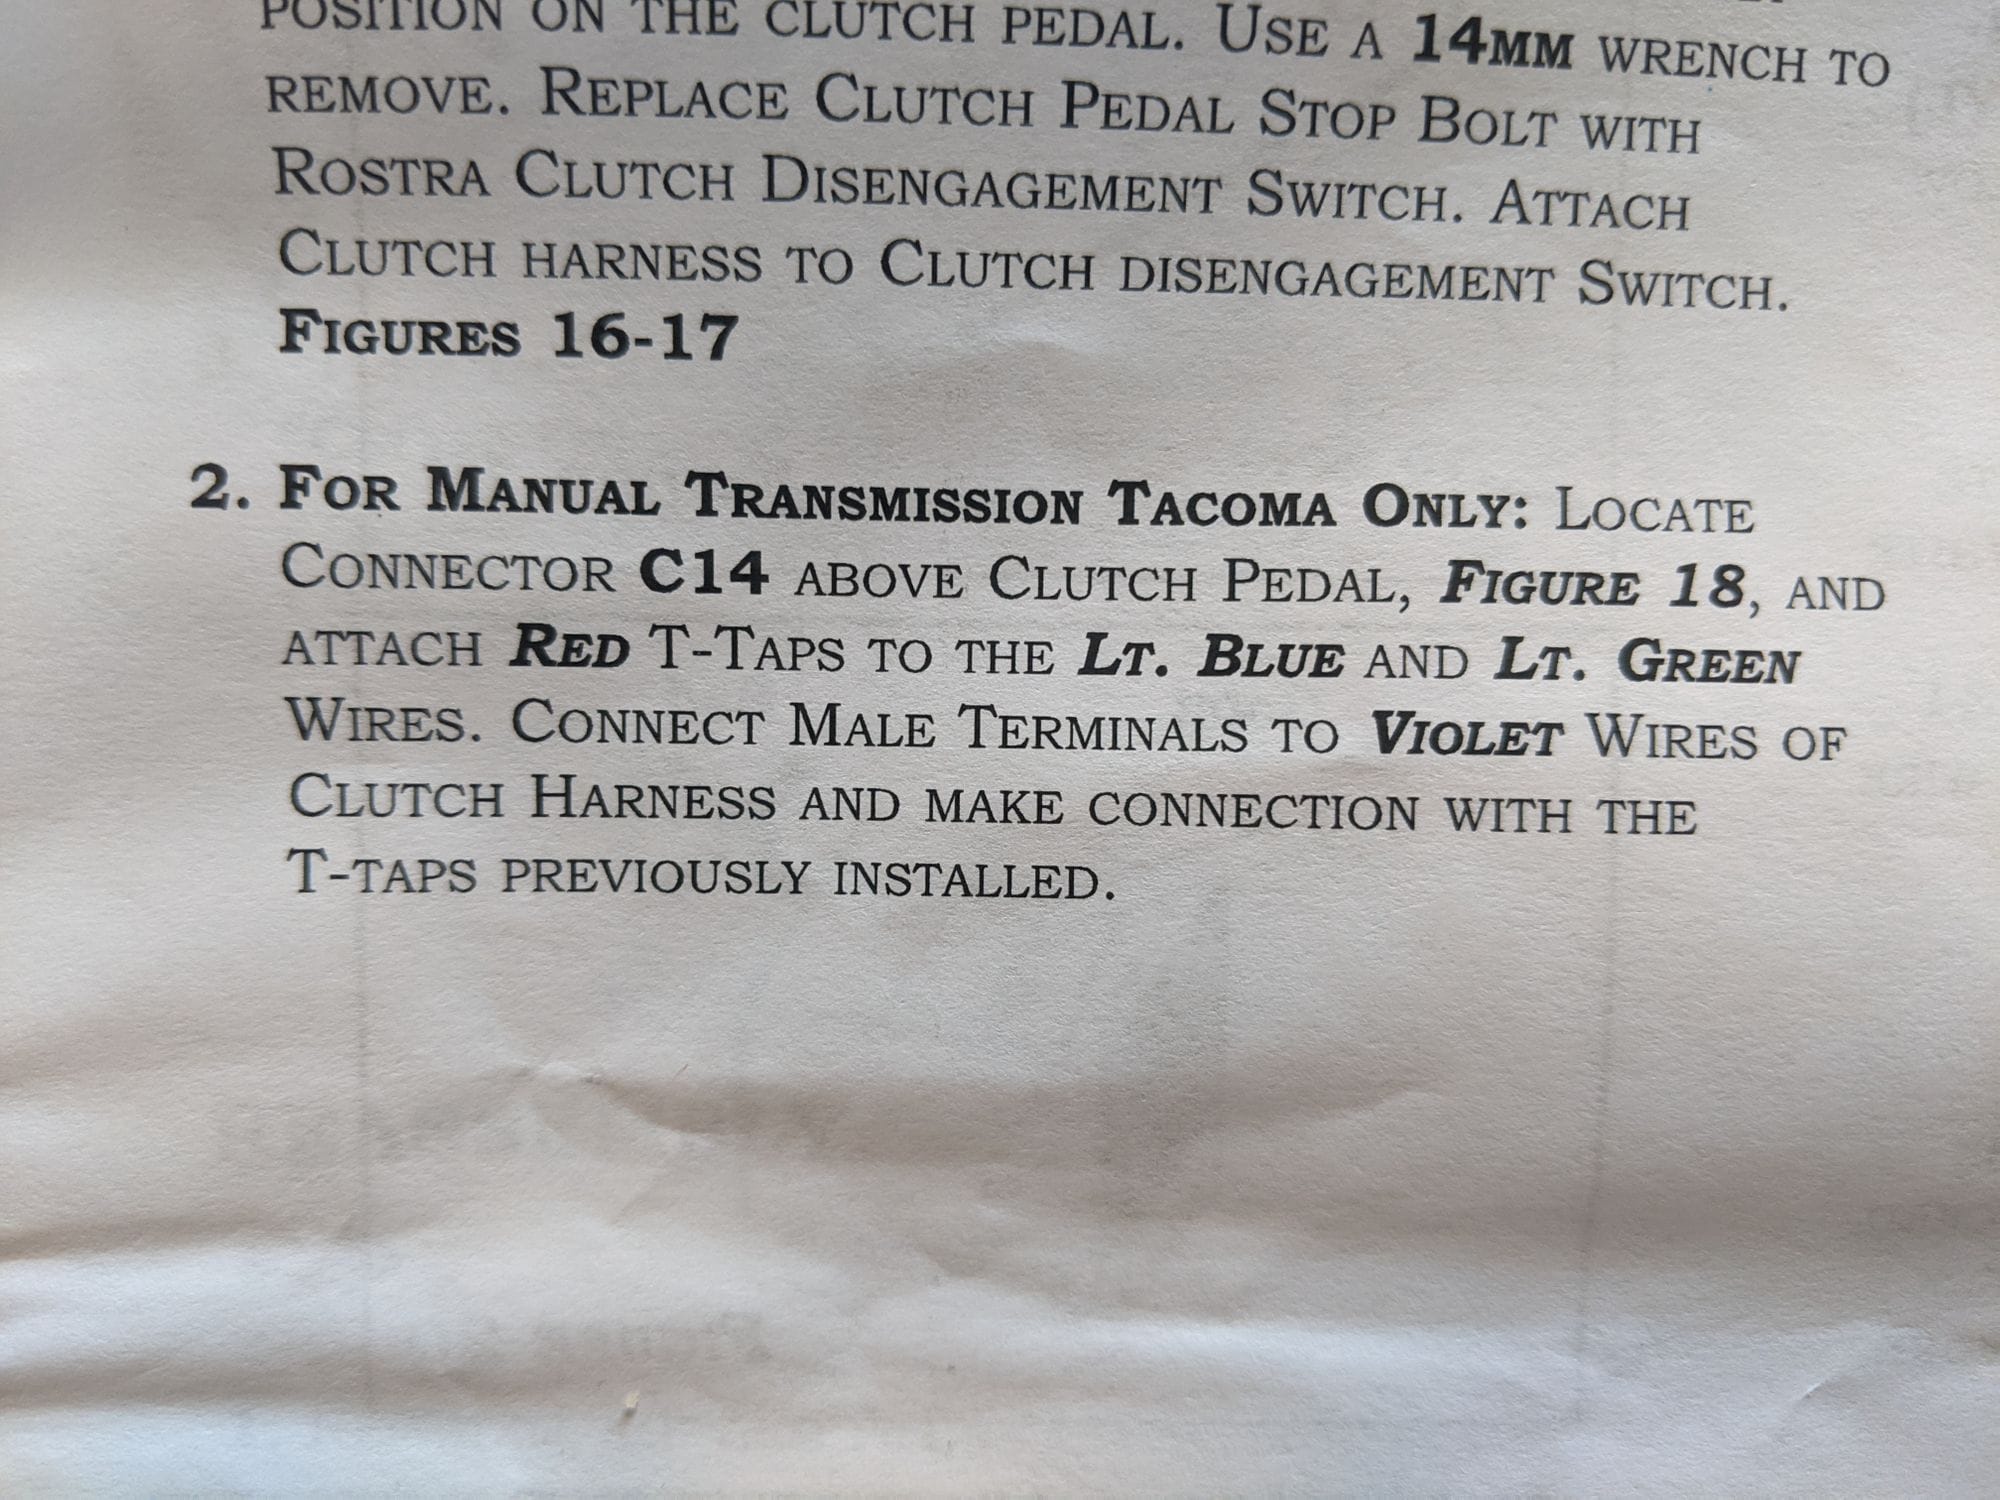 POSITION ON THE CLUTCH PEDAL. USE A 14MM WRENCH TO
REMOVE. REPLACE CLUTCH PEDAL STOP BOLT WITH
ROSTRA CLUTCH DISENGAGEMENT SWITCH. ATTACH
CLUTCH HARNESS TO CLUTCH DISENGAGEMENT SWITCH.
FIGURES 16-17
2. FOR MANUAL TRANSMISSION TACOMA ONLY: LOCATE
CONNECTOR C14 ABOVE CLUTCH PEDAL, FIGURE 18, AND
ATTACH RED T-TAPS TO THE LT. BLUE AND LT. GREEN
WIRES. CONNECT MALE TERMINALS TO VIOLET WIRES OF
CLUTCH HARNESS AND MAKE CONNECTION WITH THE
T-TAPS PREVIOUSLY INSTALLED.